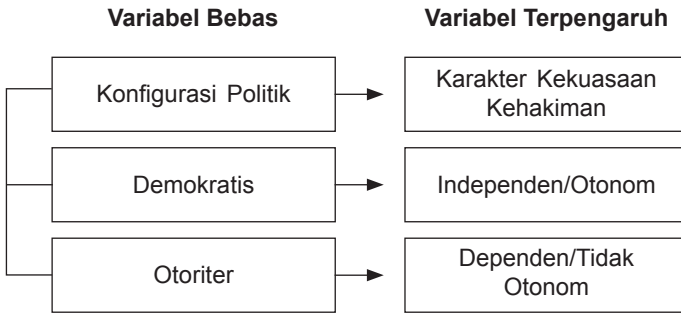 Variabel Bebas
Variabel Terpengaruh
Konfigurasi Politik
Karakter Kekuasaan
Kehakiman
Demokratis
Independen/Otonom
Otoriter
Dependen/Tidak
Otonom